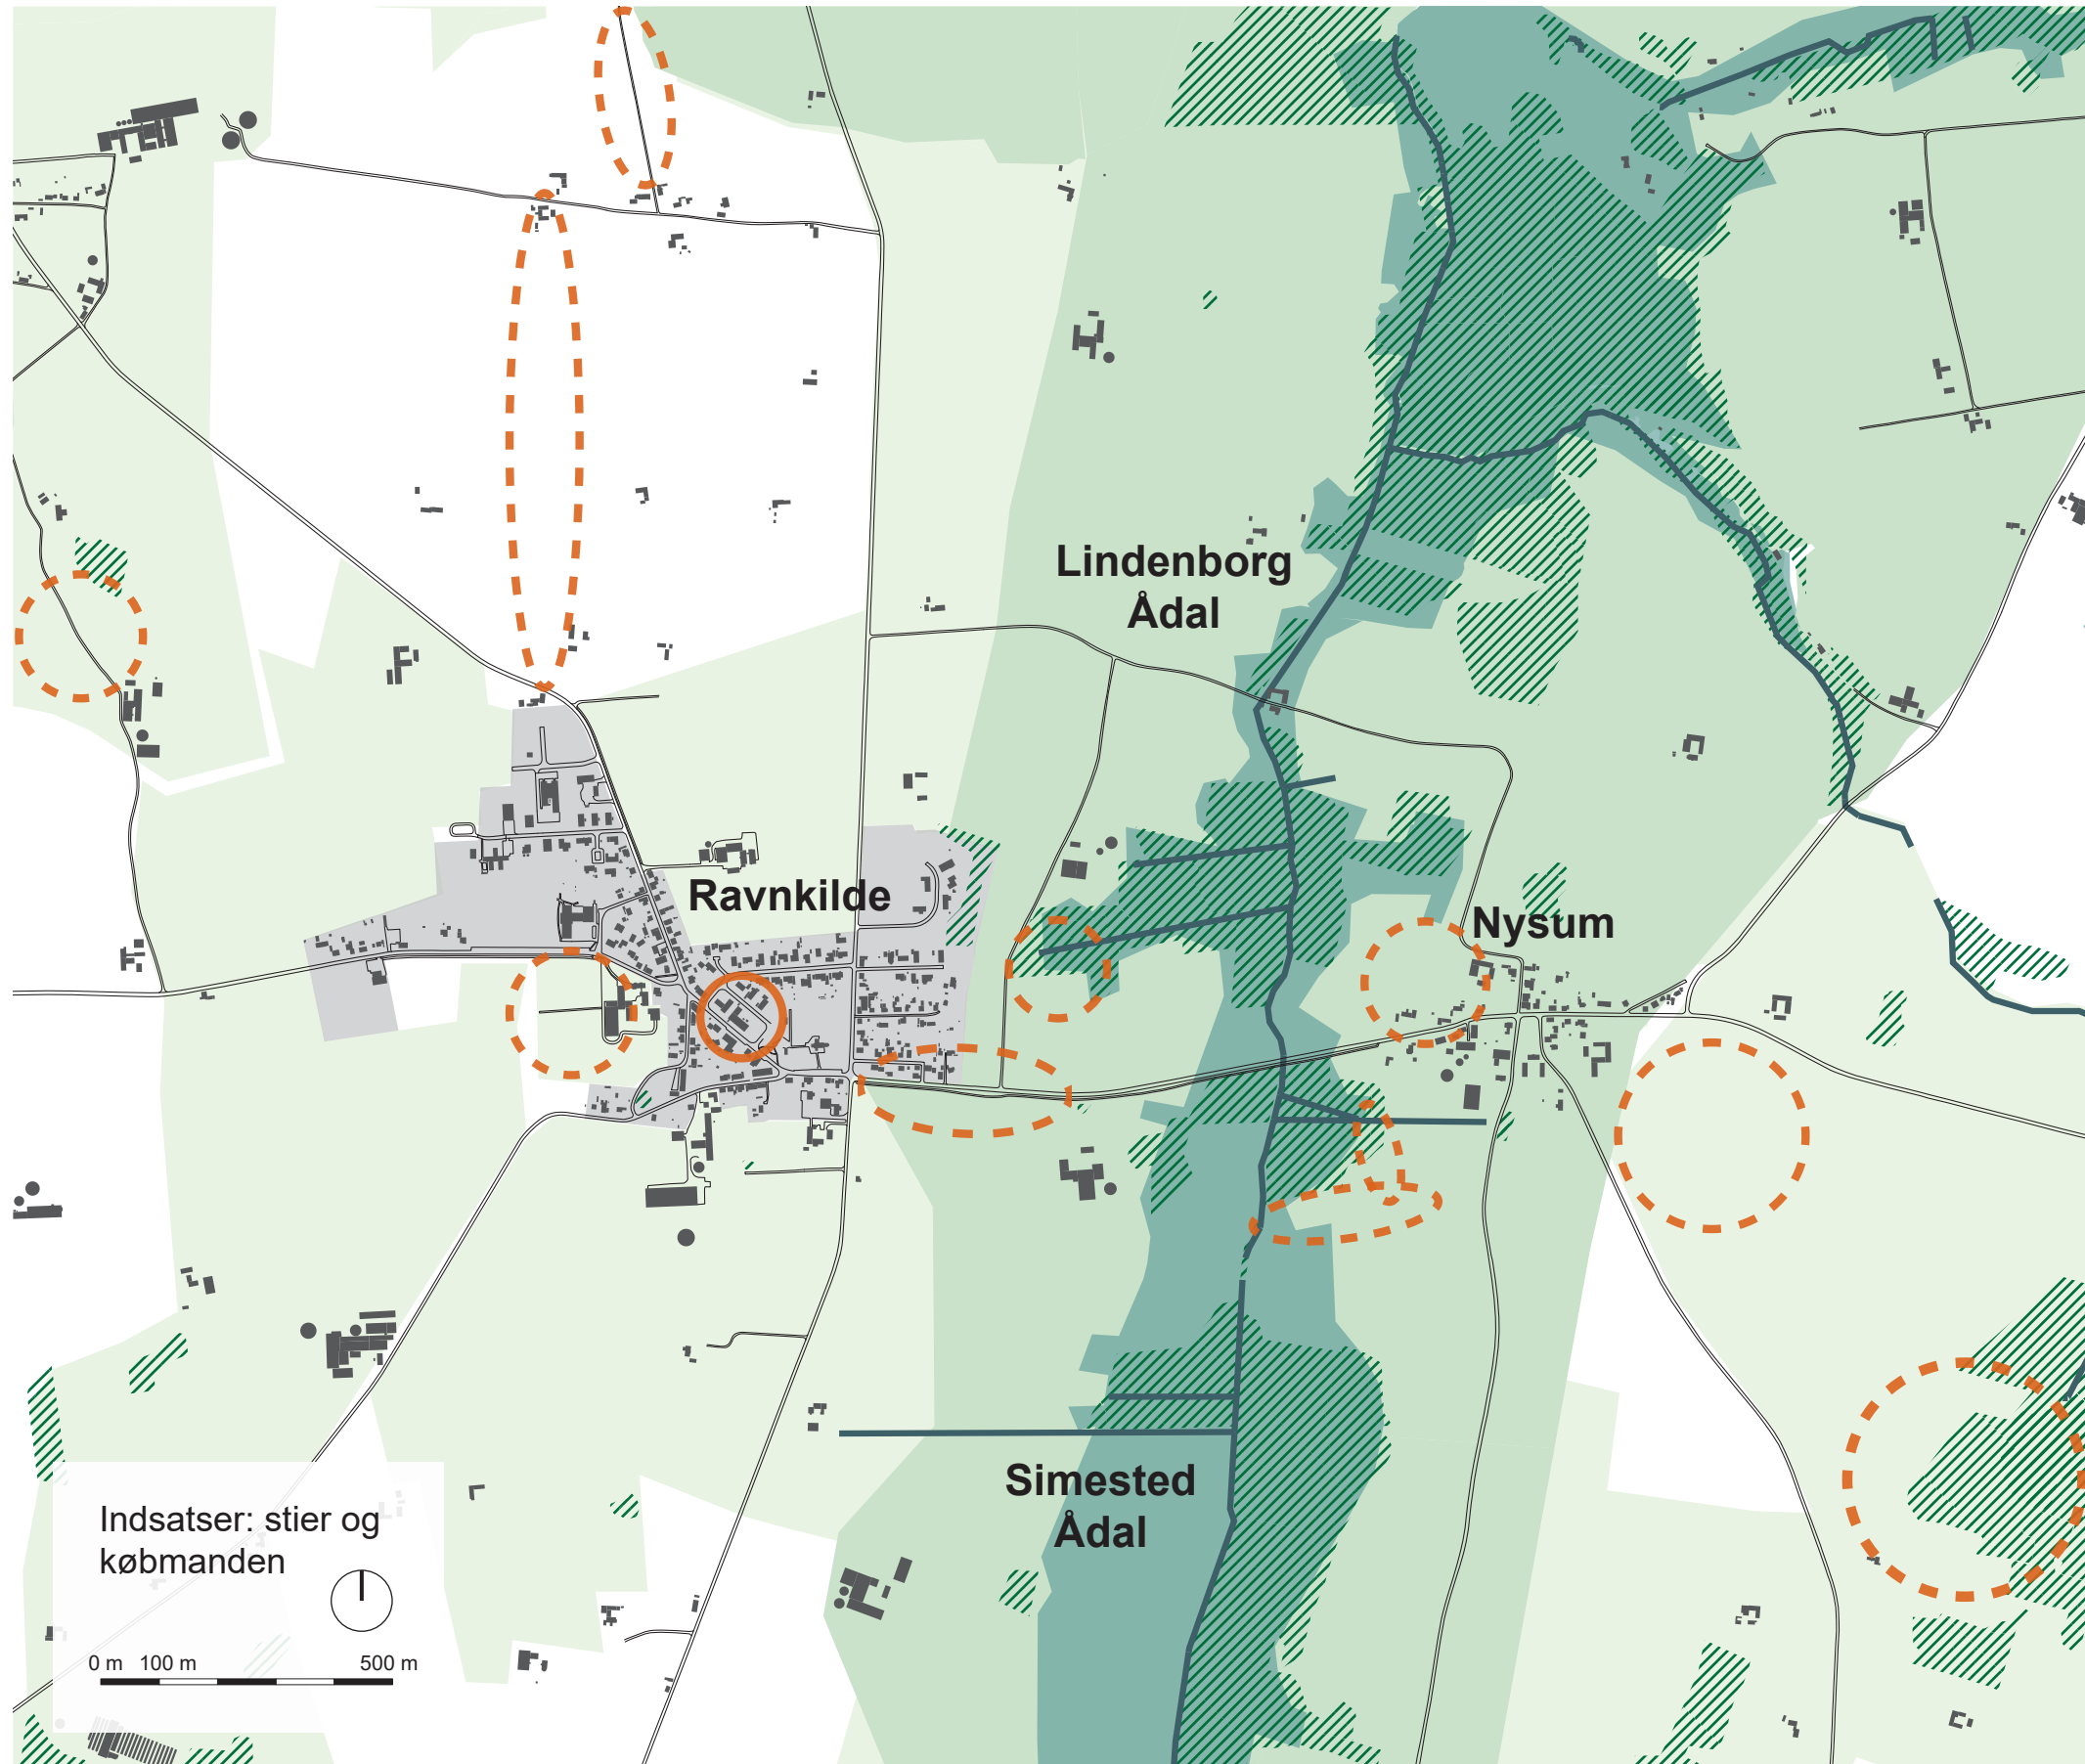 Lindenborg
Ådal
Ravnkilde
Nysum
Simested
Ådal
Indsatser: stier og
købmanden
0 m 100 m 500 m